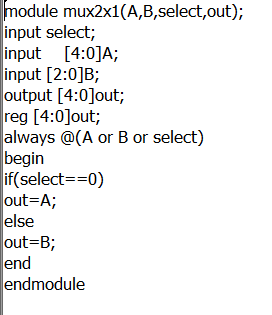 module mux2x1(A,B,select,out);
input select;
input [4:0]A;
input [2:0]B;
output [4:0]out;
reg [4:0]out;
always @(A or B or select)
begin
if(select==0)
out=A;
else
out=B;
end
endmodule